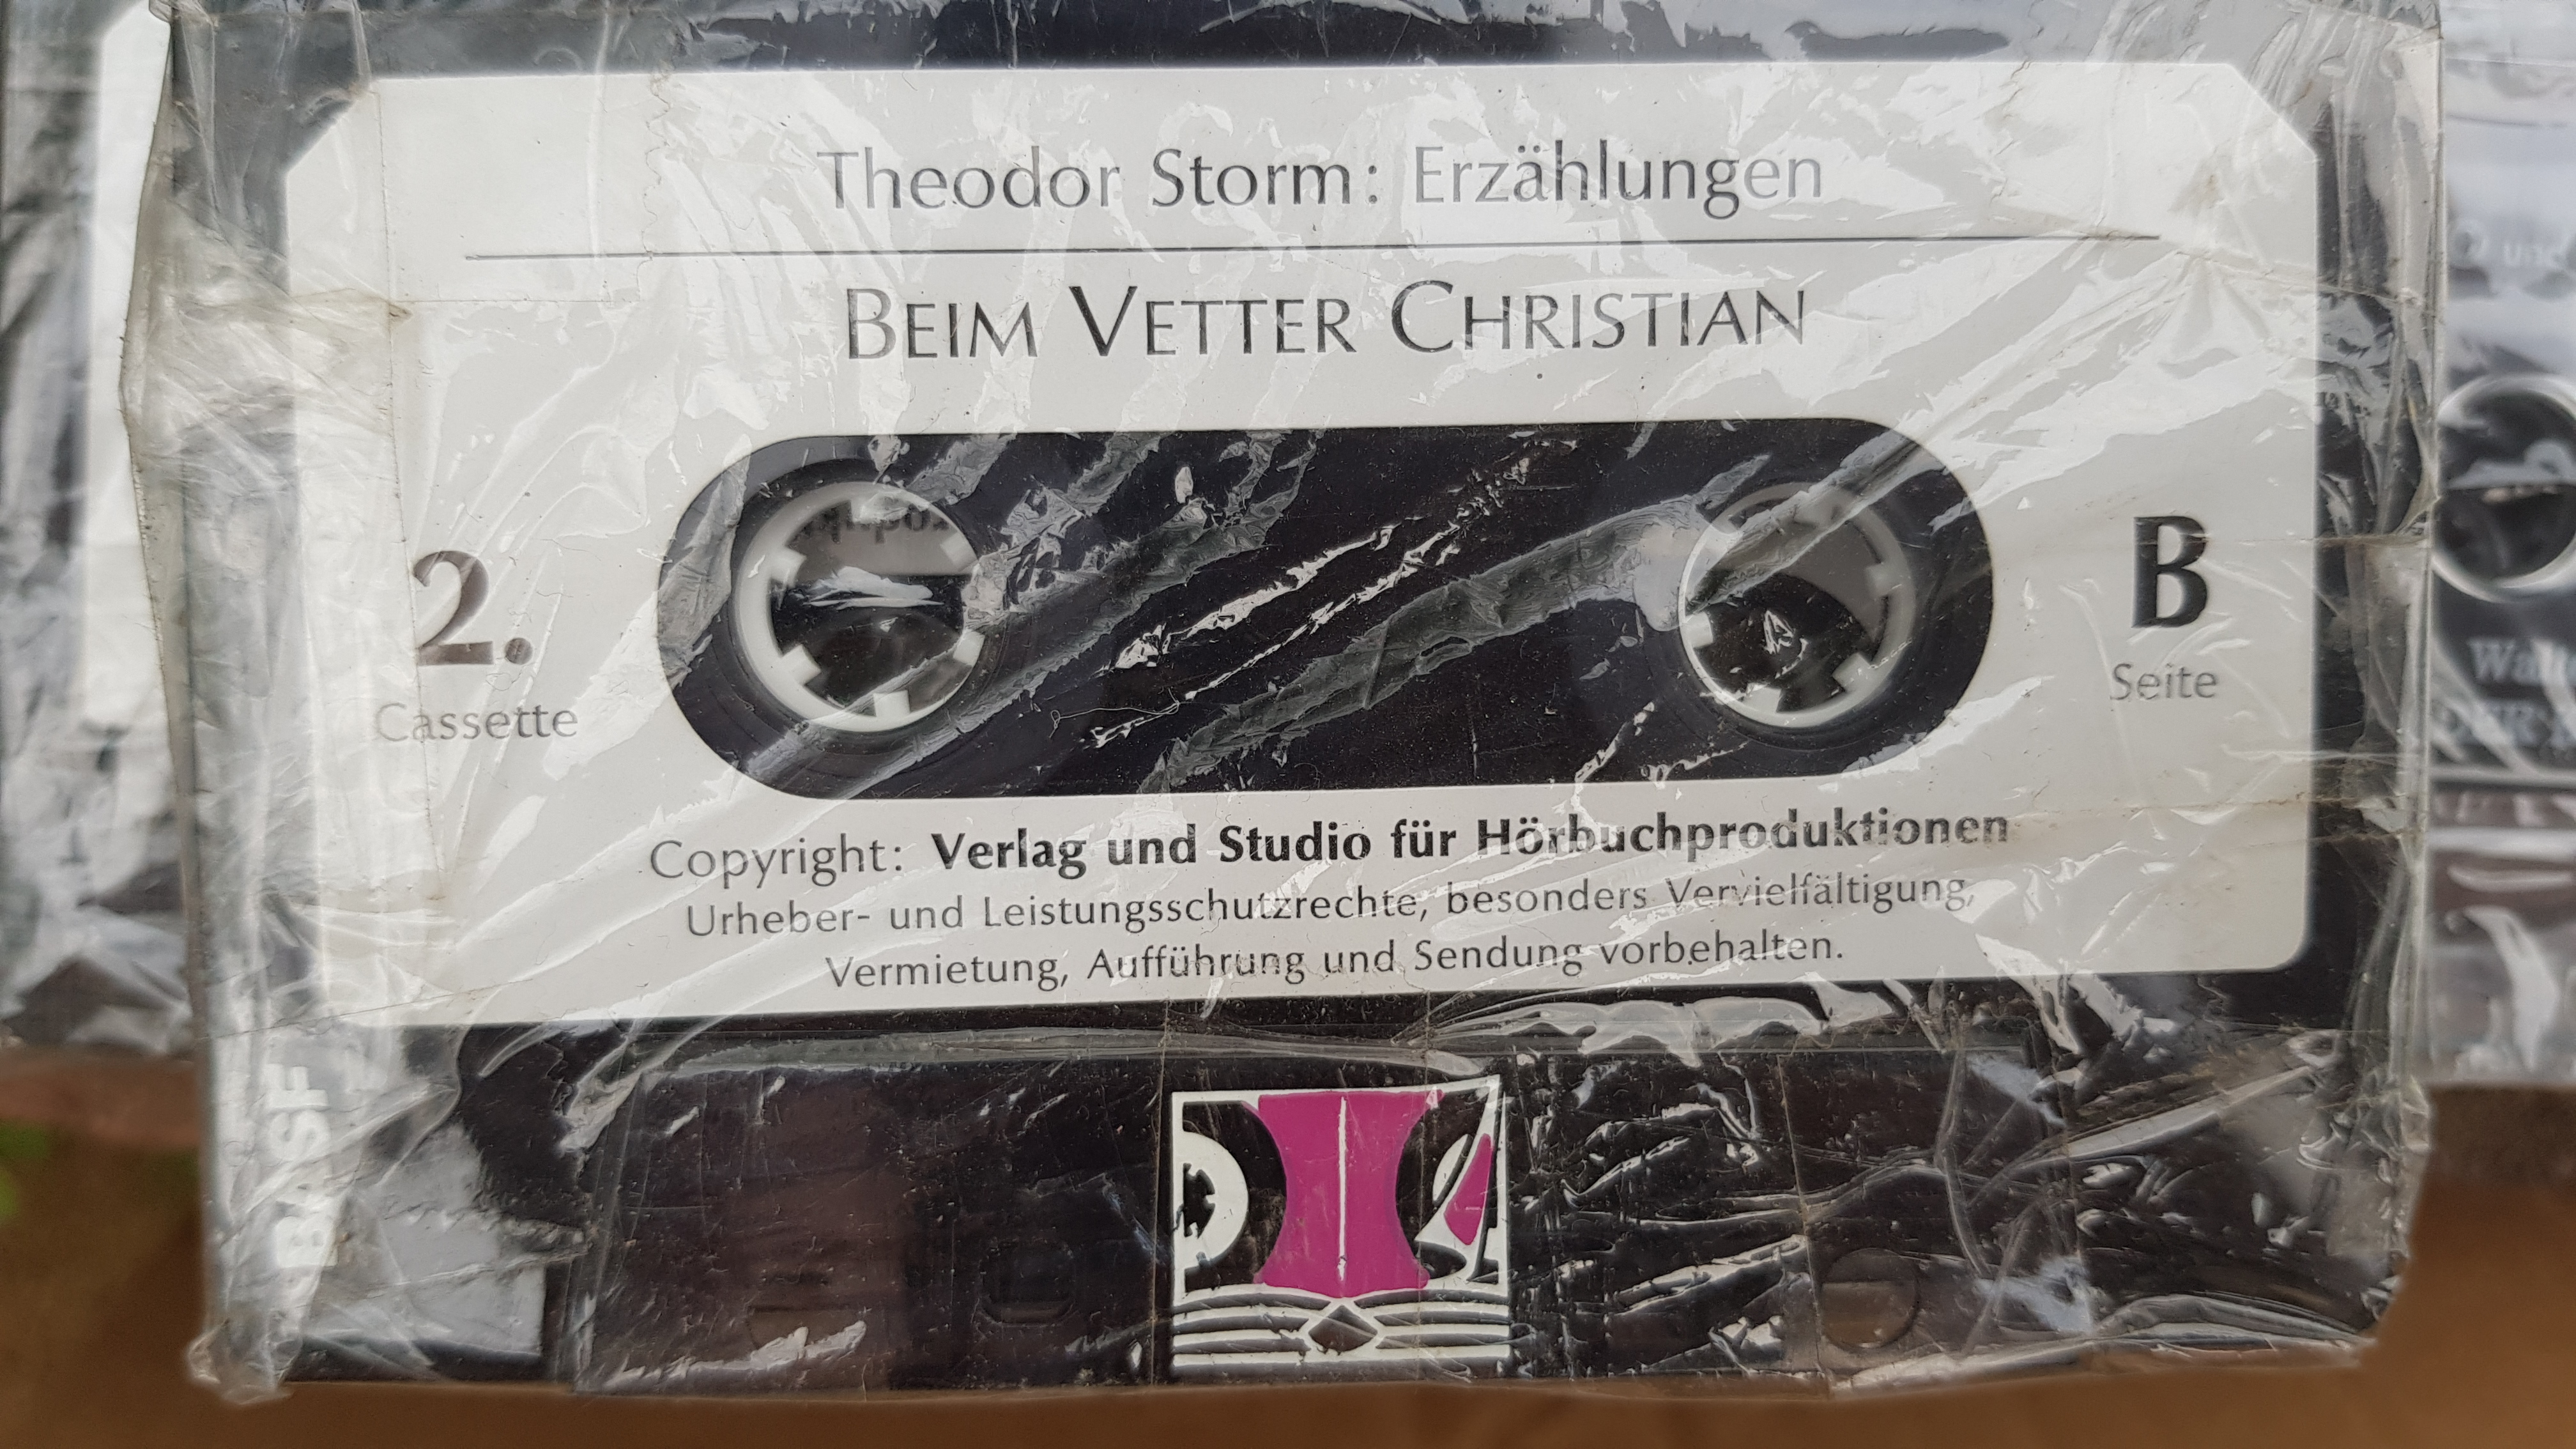 Theodor Storm: Erzählungen
BEIM VETTER CHRISTIAN
2.
Cassette
B
Seite
Copyright: Verlag und Studio für Hörbuchproduktionen
Urheber- und Leistungsschutzrechte, besonders Vervielfältigung,
Vermietung, Aufführung und Sendung vorbehalten.
BASF
und